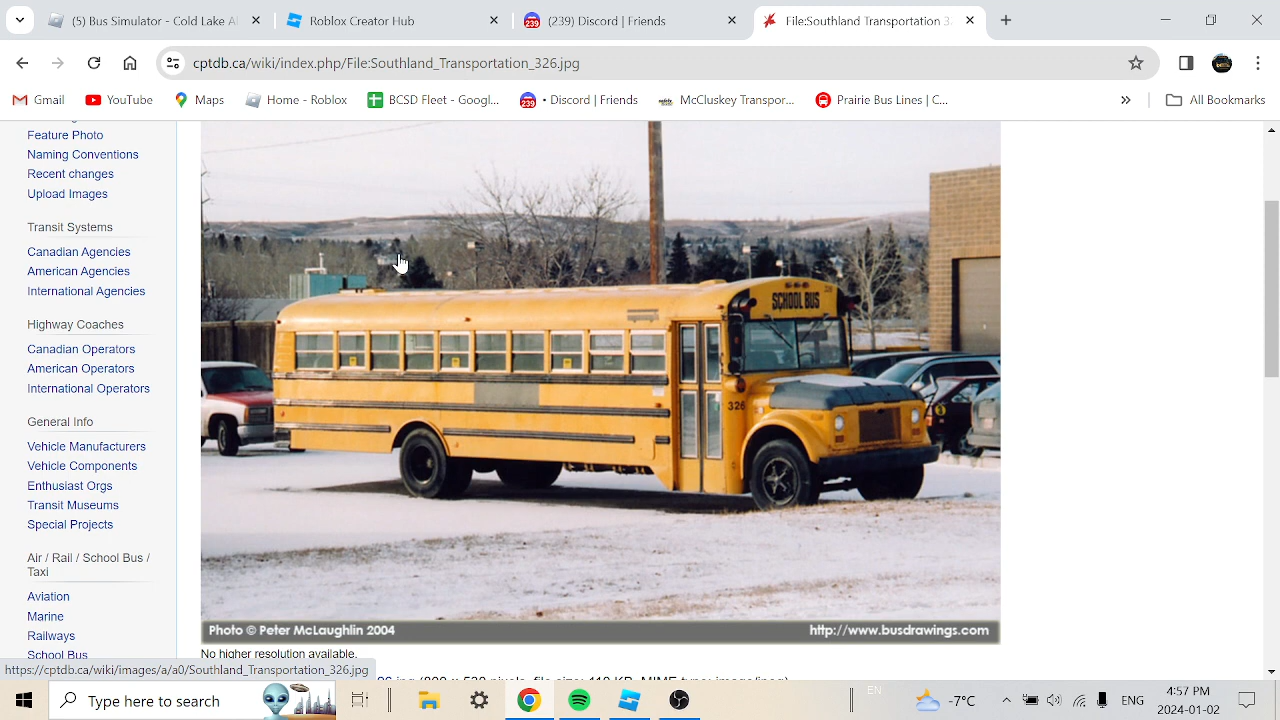 (5) McLaughlin - Cold Lake A
Roblox Creator Hub
(239) Discord | Friends
File:Southland_Transportation 3
cptdb.ca/wiki/index.php/File:Southland_Transportation_326.jpg
Gmail
YouTube
Maps
Home - Roblox
BCSD Fleet - Googl...
239
• Discord | Friends
McCluskey Transpor...
Prairie Bus Lines | C...
All Bookmarks
Feature Photo
Naming Conventions
Recent changes
Upload Images
Transit Systems
Canadian Agencies
American Agencies
International Agencies
Highway Coaches
Canadian Operators
American Operators
International Operators
General Info
Vehicle Manufacturers
Vehicle Components
Enthusiast Orgs
Transit Museums
Special Projects
Air / Rail / School Bus /
Taxi
Aviation
Marine
Railways
School Bus
SCHOOL BUS
326
Photo © Peter McLaughlin 2004
http://www.busdrawings.com
No higher resolution available.
https://cptdb.ca/wiki/images/a/a0/Southland_Transportation_326.jpg
Type here to search
EN
-7°C
ENG
4:57 PM
2024-01-02